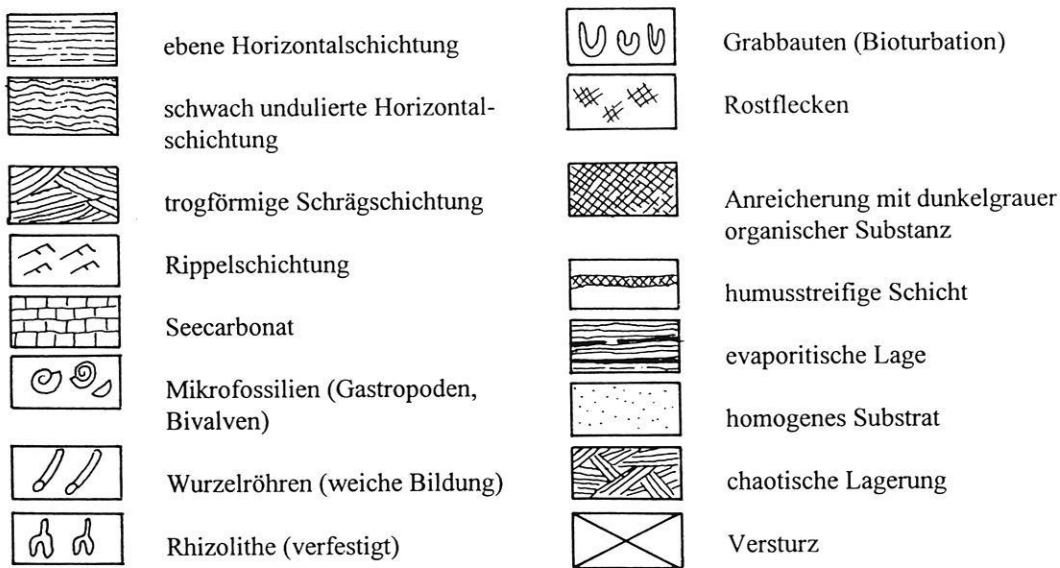 ebene Horizontalschichtung
schwach undulierte Horizontal-
schichtung
trogförmige Schrägschichtung
Rippelschichtung
Seecarbonat
Mikrofossilien (Gastropoden,
Bivalven)
Wurzelröhren (weiche Bildung)
Rhizolithe (verfestigt)
Grabbauten (Bioturbation)
Rostflecken
Anreicherung mit dunkelgrauer
organischer Substanz
humusstreifige Schicht
evaporitische Lage
homogenes Substrat
chaotische Lagerung
Versturz